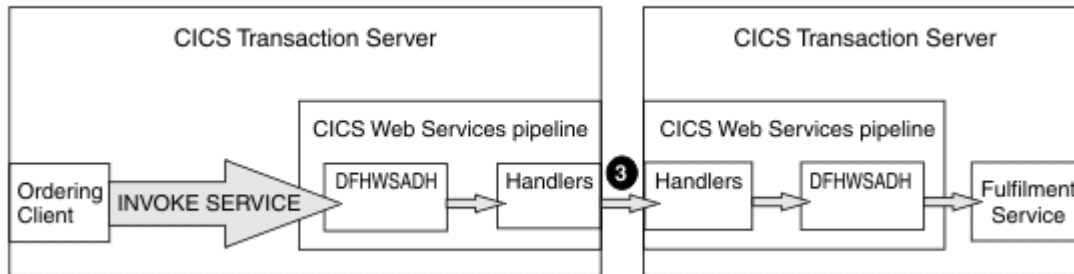 CICS Transaction Server
CICS Transaction Server
CICS Web Services pipeline
CICS Web Services pipeline
Ordering
Client
INVOKE SERVICE
DFHWSADH
Handlers
3
Handlers
DFHWSADH
Fulfilment
Service